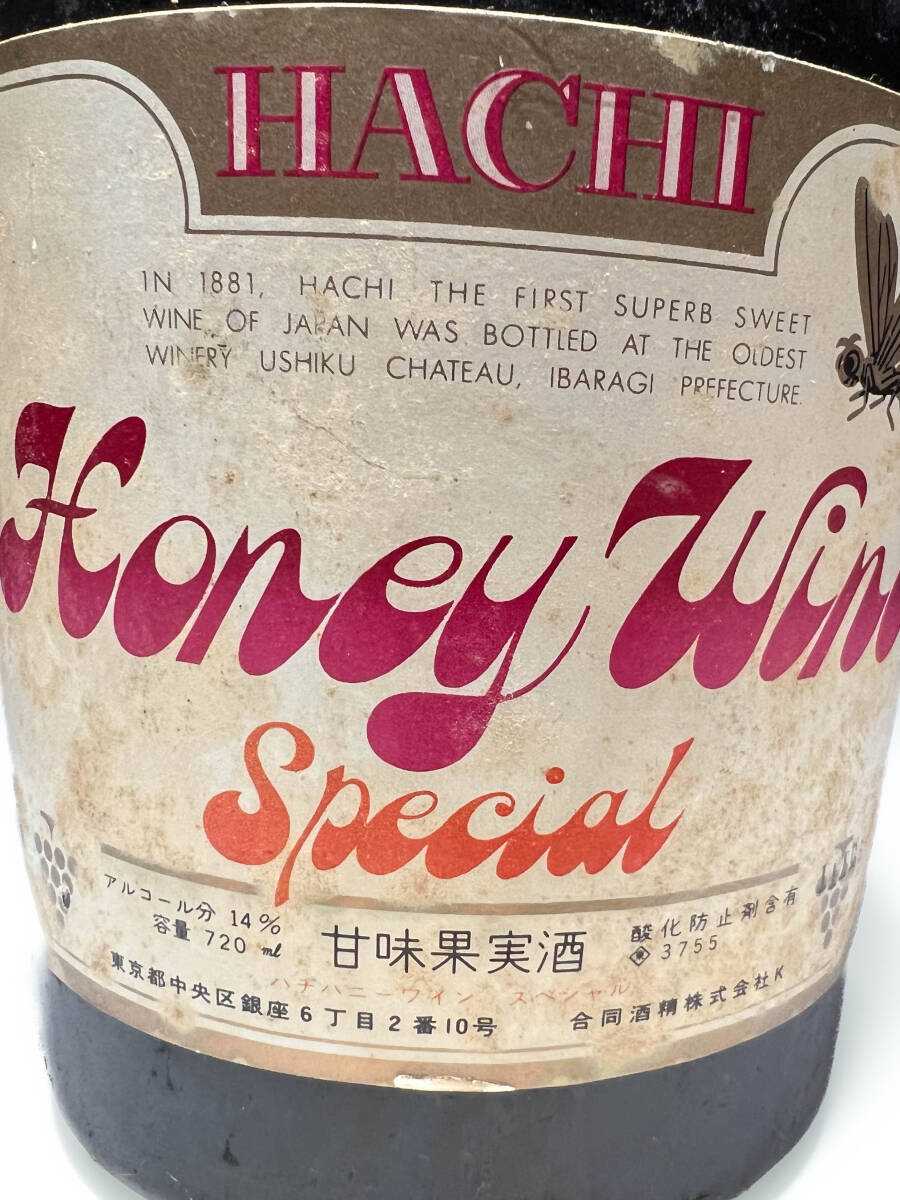 HACHI
IN 1881, HACHI THE FIRST SUPERB SWEET
WINE OF JAPAN WAS BOTTLED AT THE OLDEST
WINERY USHIKU CHATEAU, IBARAGI PREFECTURE.
Honey Win
Special
アルコール分 14%
容量 720 ml
甘味果実酒
酸化防止剤含有
3755
ハチハニーワイン スペシャル
東京都中央区銀座6丁目2番10号
合同酒精株式会社K